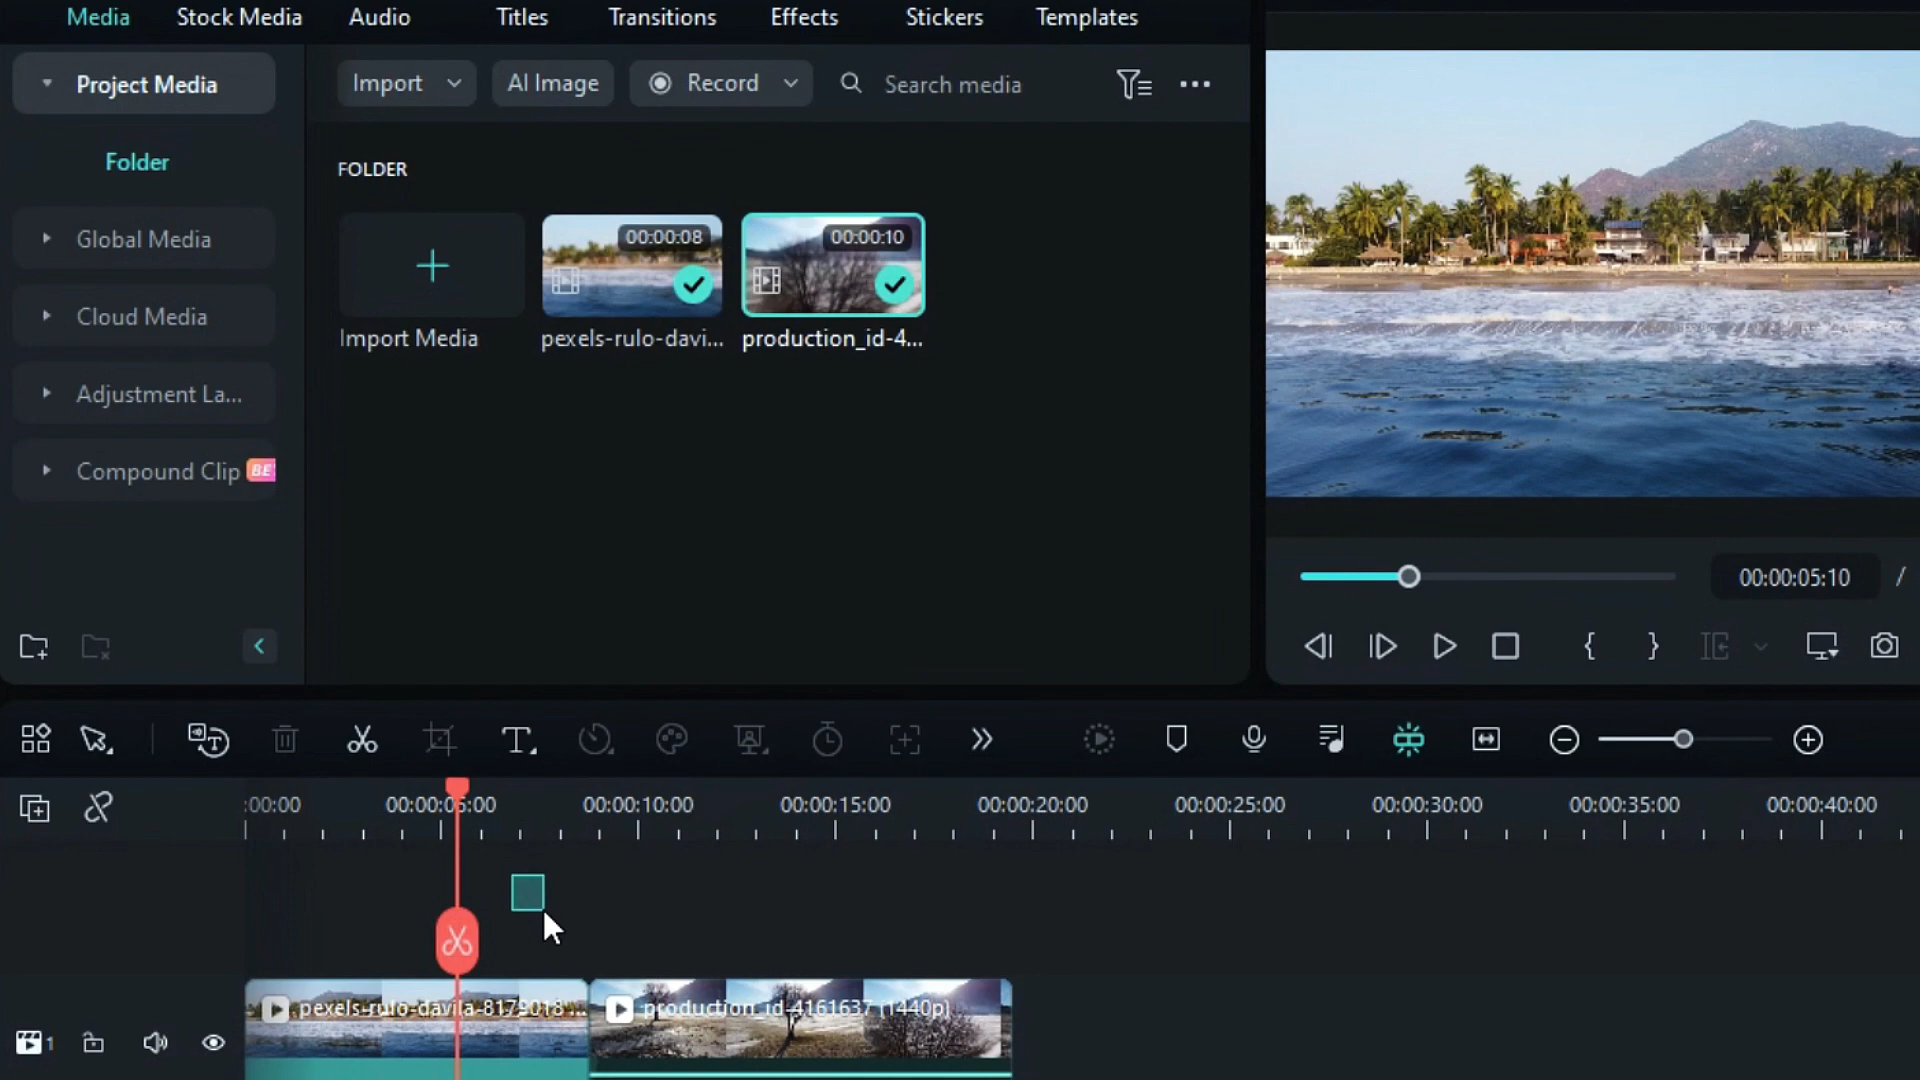 Media Stock Media Audio Titles Transitions Effects Stickers Templates
Project Media
Import AI Image Record Search media
Folder
FOLDER
Global Media
Cloud Media
Adjustment La...
Compound Clip BE
00:00:08
00:00:10
Import Media pexels-rulo-davi... production_id-4...
00:00:05:10 /
:00:00 00:00:05:00 00:00:10:00 00:00:15:00 00:00:20:00 00:00:25:00 00:00:30:00 00:00:35:00 00:00:40:00
pexels-rulo-davila-8179018 ... production_id-4161637 (1440p)
1